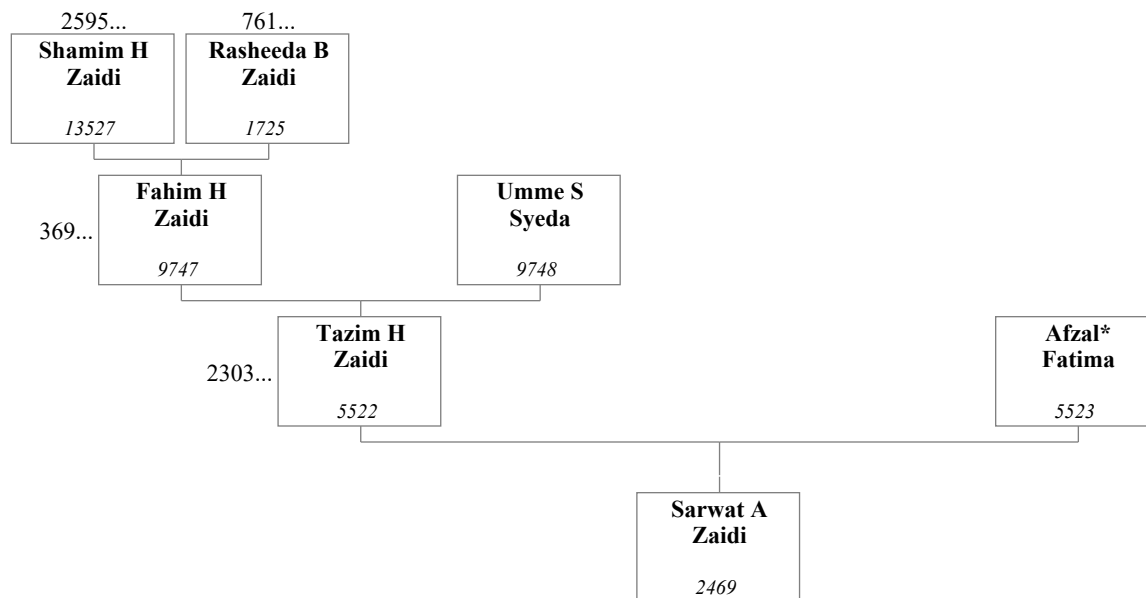 2595...
761...
Shamim H
Zaidi
13527
Rasheeda B
Zaidi
1725
369...
Fahim H
Zaidi
9747
Umme S
Syeda
9748
2303...
Tazim H
Zaidi
5522
Afzal*
Fatima
5523
Sarwat A
Zaidi
2469